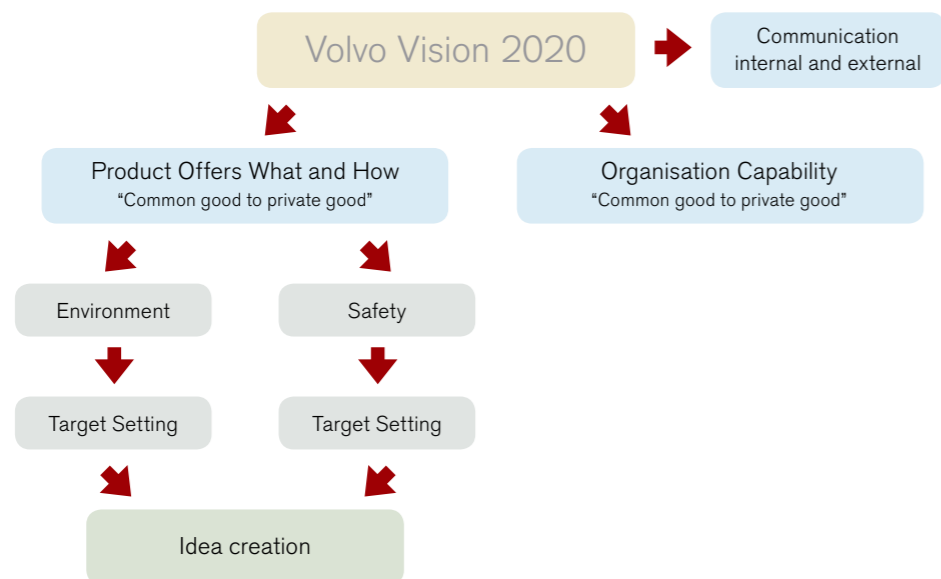 Volvo Vision 2020
Communication
internal and external
Product Offers What and How
“Common good to private good”
Organisation Capability
“Common good to private good”
Environment
Safety
Target Setting
Target Setting
Idea creation